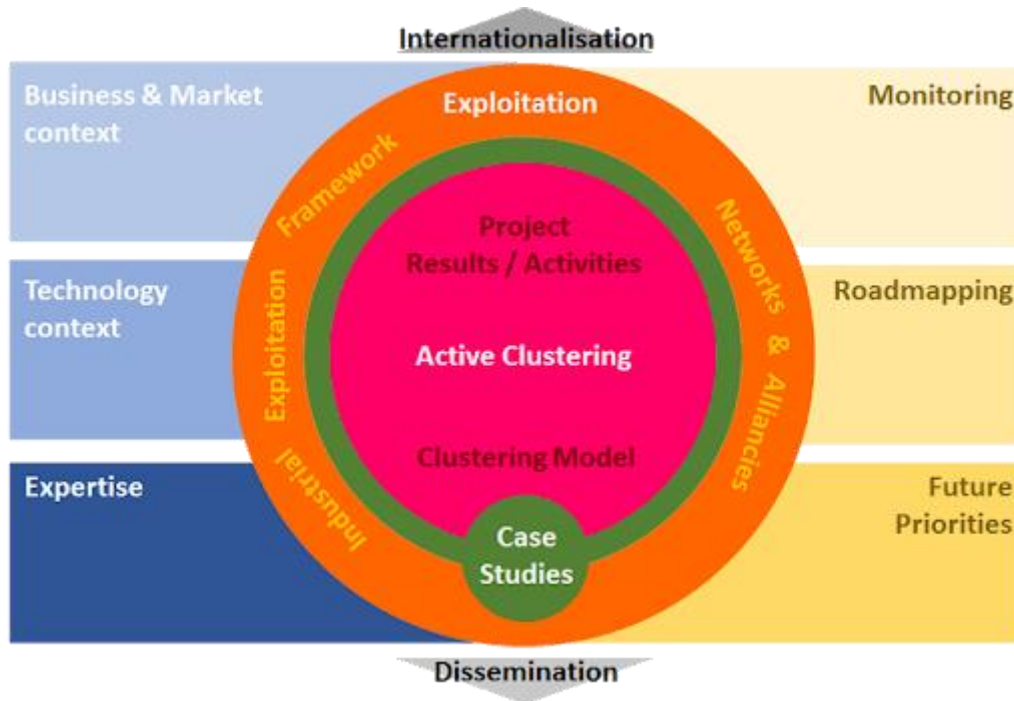 Internationalisation
Business & Market
context
Exploitation
Monitoring
Industrial Exploitation Framework
Networks & Alliancies
Project
Results / Activities
Technology
context
Roadmapping
Active Clustering
Clustering Model
Expertise
Future
Priorities
Case
Studies
Dissemination